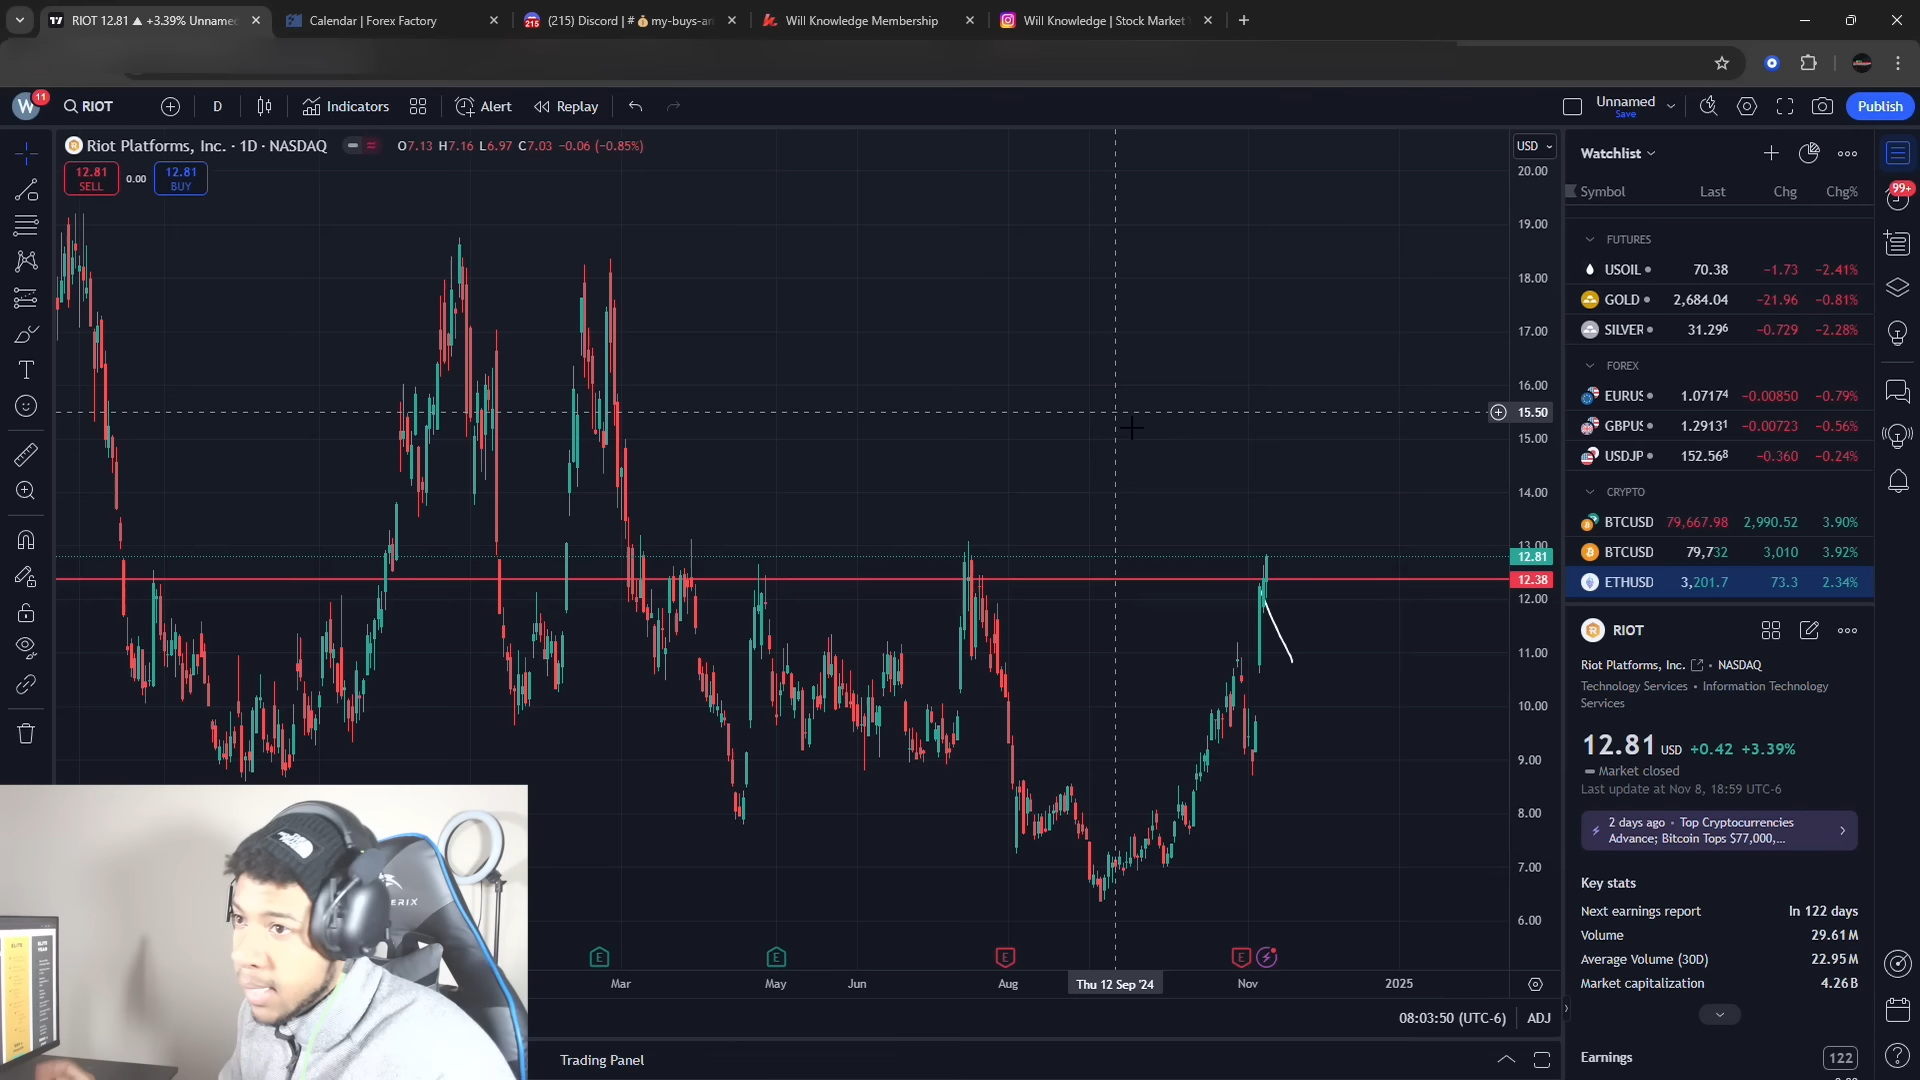 RIOT 12.81 ▲ +3.39% Unname
Calendar | Forex Factory
(215) Discord | # 💰my-buys-an
Will Knowledge Membership
Will Knowledge | Stock Market
W 11
RIOT
D
Indicators
Alert
Replay
Unnamed
Save
Publish
Riot Platforms, Inc. · 1D · NASDAQ
O7.13 H7.16 L6.97 C7.03 −0.06 (−0.85%)
12.81
SELL
0.00
12.81
BUY
USD
20.00
19.00
18.00
17.00
16.00
15.50
15.00
14.00
13.00
12.81
12.38
12.00
11.00
10.00
9.00
8.00
7.00
6.00
E
E
E
E
Mar
May
Jun
Aug
Thu 12 Sep '24
Nov
2025
08:03:50 (UTC-6)
ADJ
Trading Panel
Watchlist
99+
Symbol Last Chg Chg%
FUTURES
USOIL 70.38 −1.73 −2.41%
GOLD 2,684.04 −21.96 −0.81%
SILVER 31.296 −0.729 −2.28%
FOREX
EURUS 1.07174 −0.00850 −0.79%
GBPUS 1.29131 −0.00723 −0.56%
USDJP 152.568 −0.360 −0.24%
CRYPTO
BTCUSD 79,667.98 2,990.52 3.90%
BTCUSD 79,732 3,010 3.92%
ETHUSD 3,201.7 73.3 2.34%
RIOT
Riot Platforms, Inc. • NASDAQ
Technology Services • Information Technology
Services
12.81 USD +0.42 +3.39%
Market closed
Last update at Nov 8, 18:59 UTC-6
2 days ago • Top Cryptocurrencies
Advance; Bitcoin Tops $77,000,...
Key stats
Next earnings report In 122 days
Volume 29.61 M
Average Volume (30D) 22.95 M
Market capitalization 4.26 B
Earnings 122